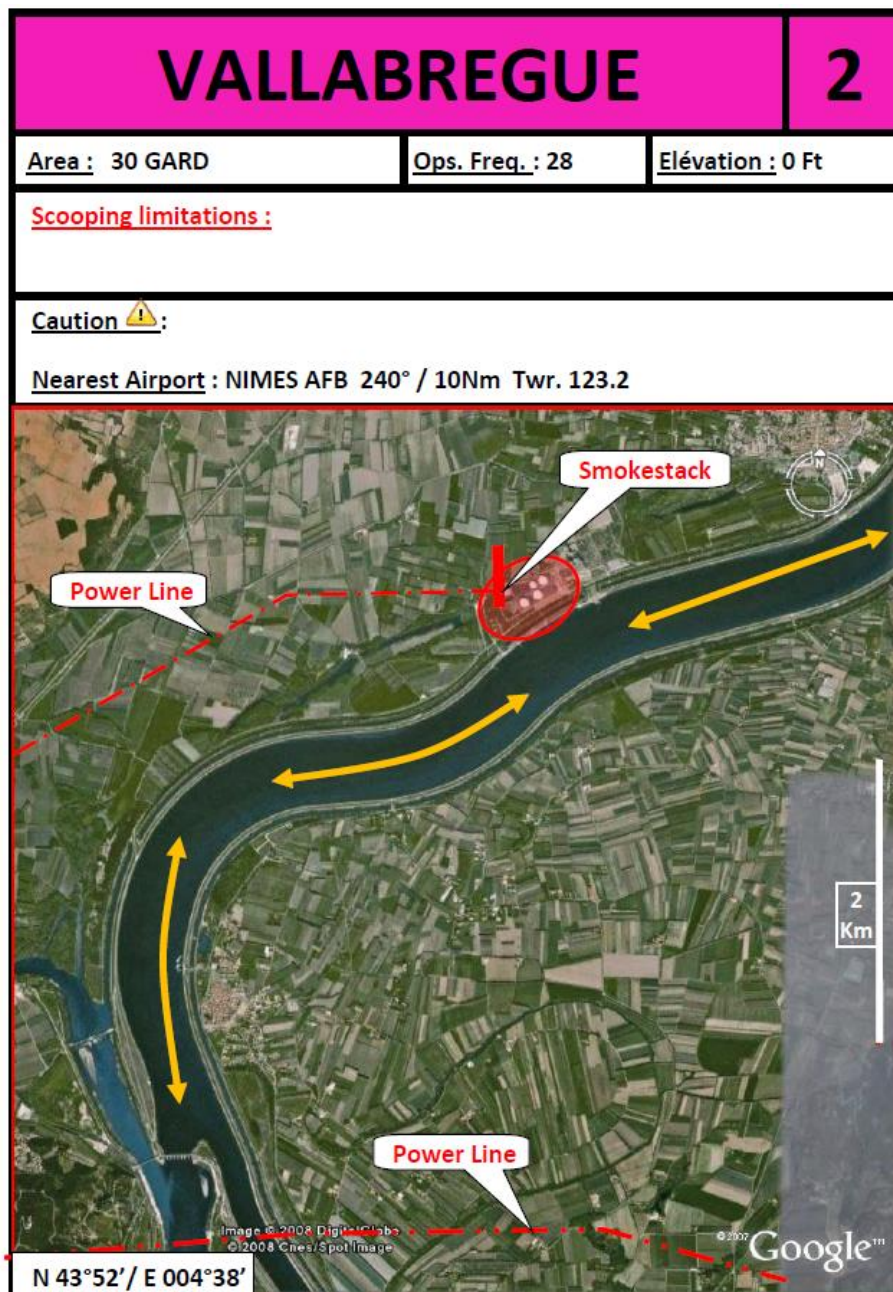 VALLABREGUE 2
Area : 30 GARD Ops. Freq. : 28 Elévation : 0 Ft
Scooping limitations :
Caution ! :
Nearest Airport : NIMES AFB 240° / 10Nm Twr. 123.2
N
Smokestack
Power Line
2
Km
Power Line
Image © 2008 DigitalGlobe
© 2008 Cnes/Spot Image
© 2007 Google™
N 43°52'/ E 004°38'